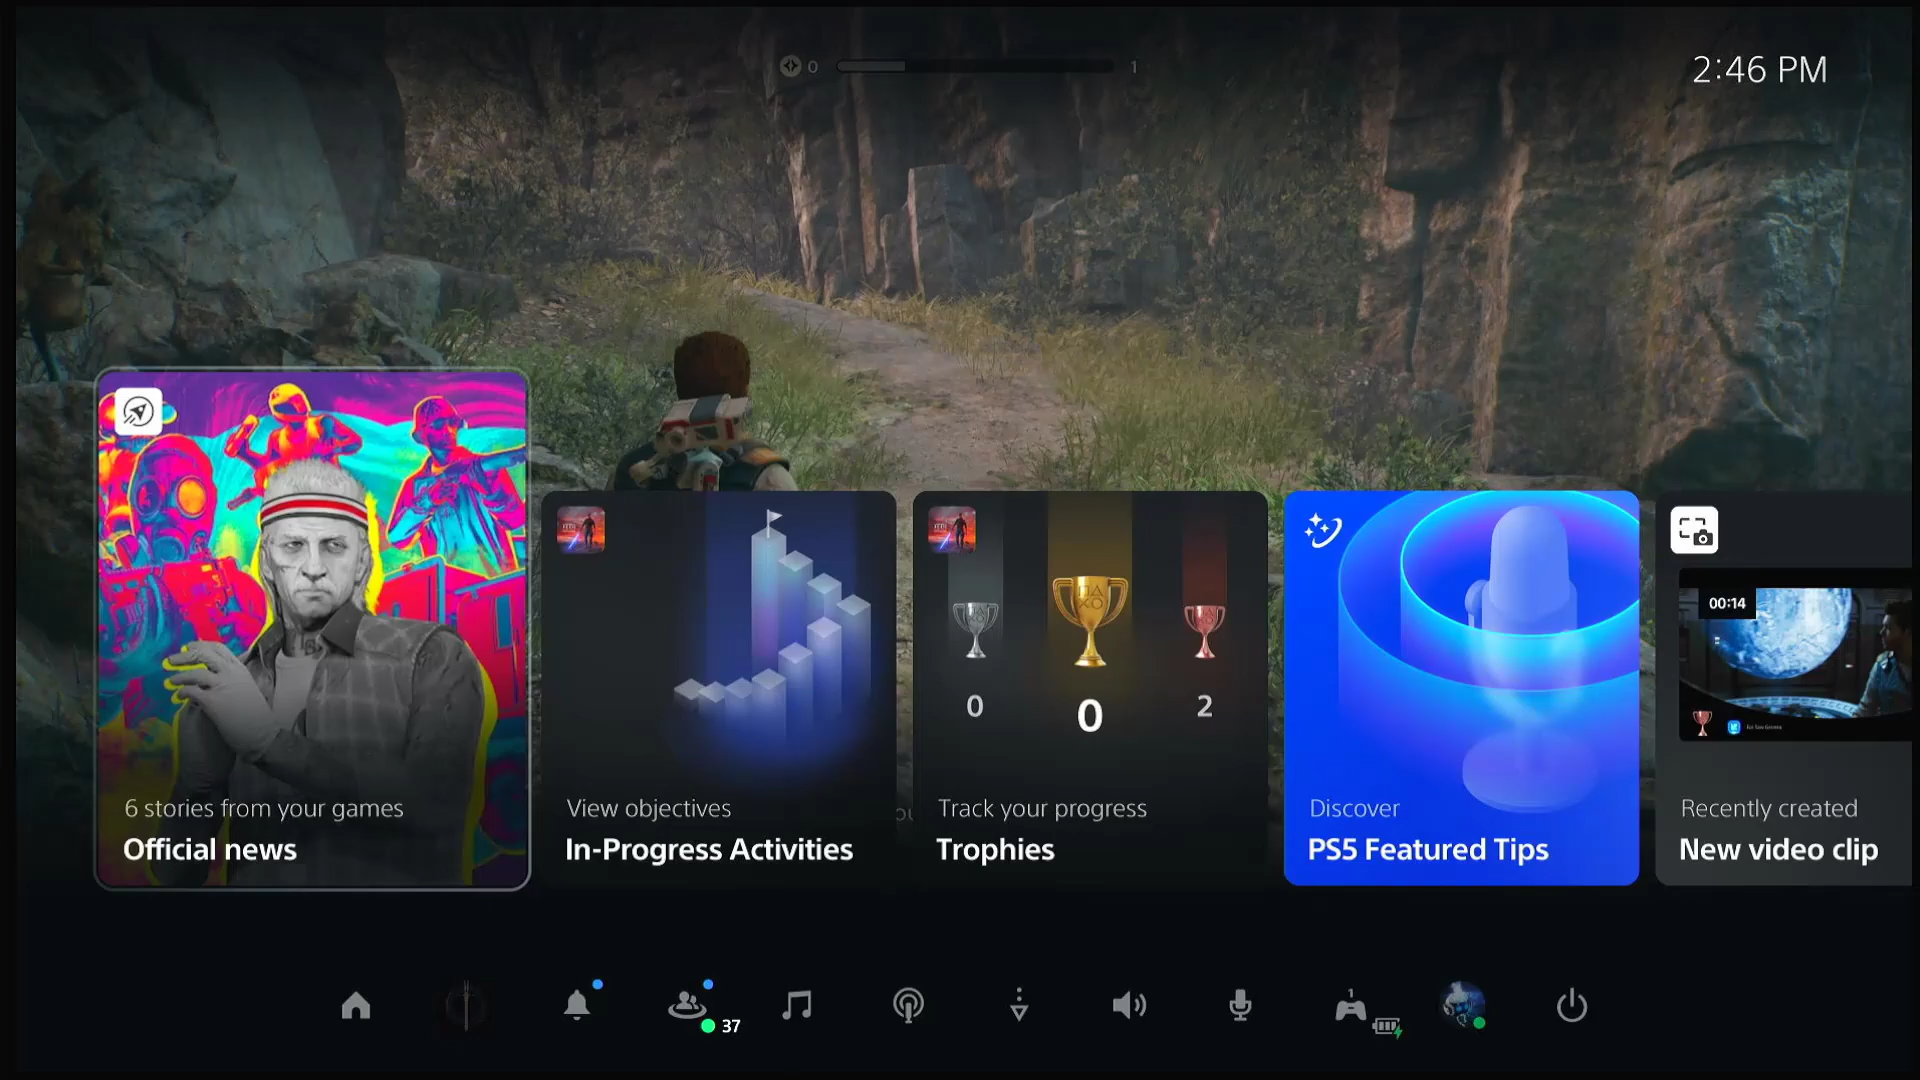 0 1
2:46 PM
6 stories from your games
Official news
View objectives
In-Progress Activities
0 0 2
Track your progress
Trophies
Discover
PS5 Featured Tips
00:14
Recently created
New video clip
37
1